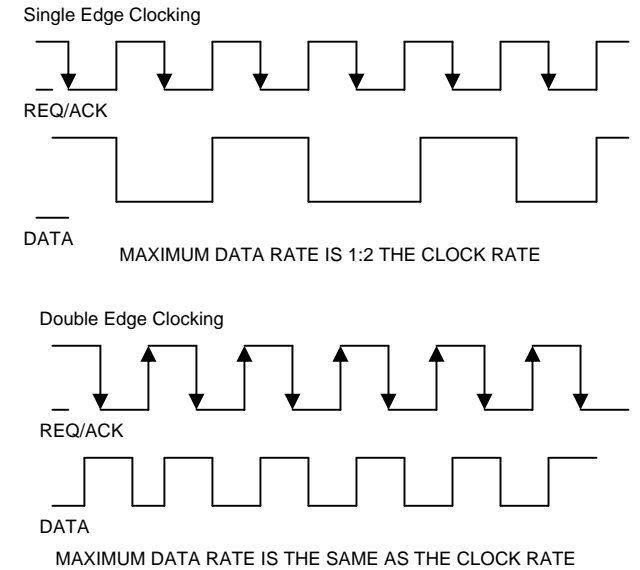 Single Edge Clocking
REQ/ACK
DATA
MAXIMUM DATA RATE IS 1:2 THE CLOCK RATE
Double Edge Clocking
REQ/ACK
DATA
MAXIMUM DATA RATE IS THE SAME AS THE CLOCK RATE